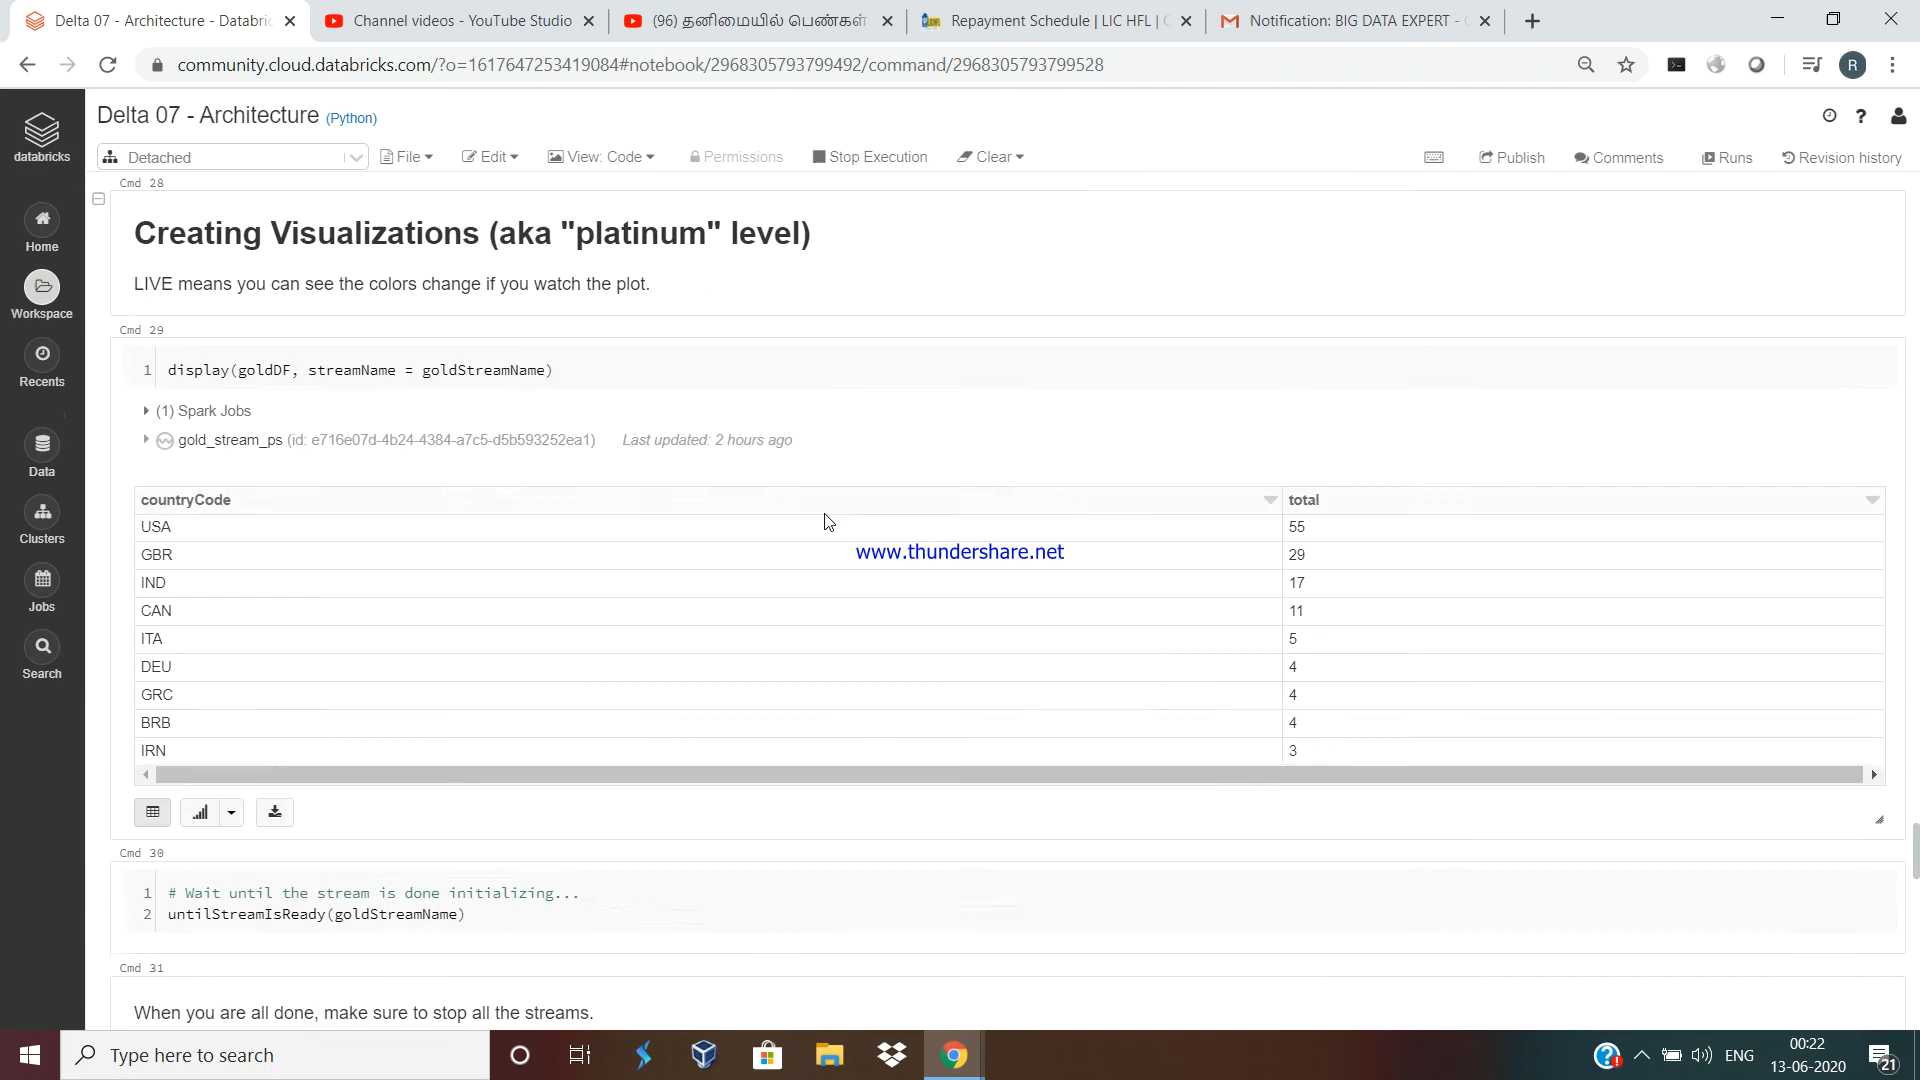 Delta 07 - Architecture - Databric
Channel videos - YouTube Studio
(96) தனிமையில் பெண்கள்
Repayment Schedule | LIC HFL | C
Notification: BIG DATA EXPERT -
community.cloud.databricks.com/?o=1617647253419084#notebook/2968305793799492/command/2968305793799528
R
databricks
Delta 07 - Architecture (Python)
Detached
File
Edit
View: Code
Permissions
Stop Execution
Clear
Publish
Comments
Runs
Revision history
Home
Workspace
Recents
Data
Clusters
Jobs
Search
Cmd 28
Creating Visualizations (aka "platinum" level)
LIVE means you can see the colors change if you watch the plot.
Cmd 29
1 display(goldDF, streamName = goldStreamName)
(1) Spark Jobs
gold_stream_ps (id: e716e07d-4b24-4384-a7c5-d5b593252ea1) Last updated: 2 hours ago
countryCode total
USA 55
www.thundershare.net
GBR 29
IND 17
CAN 11
ITA 5
DEU 4
GRC 4
BRB 4
IRN 3
Cmd 30
1 # Wait until the stream is done initializing...
2 untilStreamIsReady(goldStreamName)
Cmd 31
When you are all done, make sure to stop all the streams.
Type here to search
ENG
00:22
13-06-2020
21